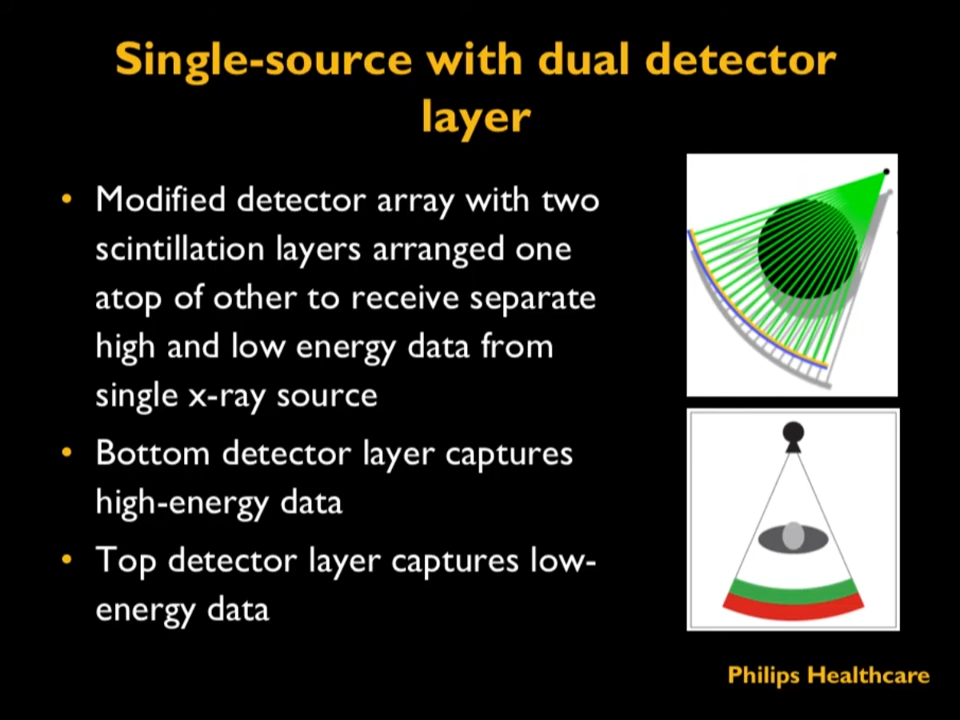 Single-source with dual detector
layer
• Modified detector array with two
scintillation layers arranged one
atop of other to receive separate
high and low energy data from
single x-ray source
• Bottom detector layer captures
high-energy data
• Top detector layer captures low-
energy data
Philips Healthcare